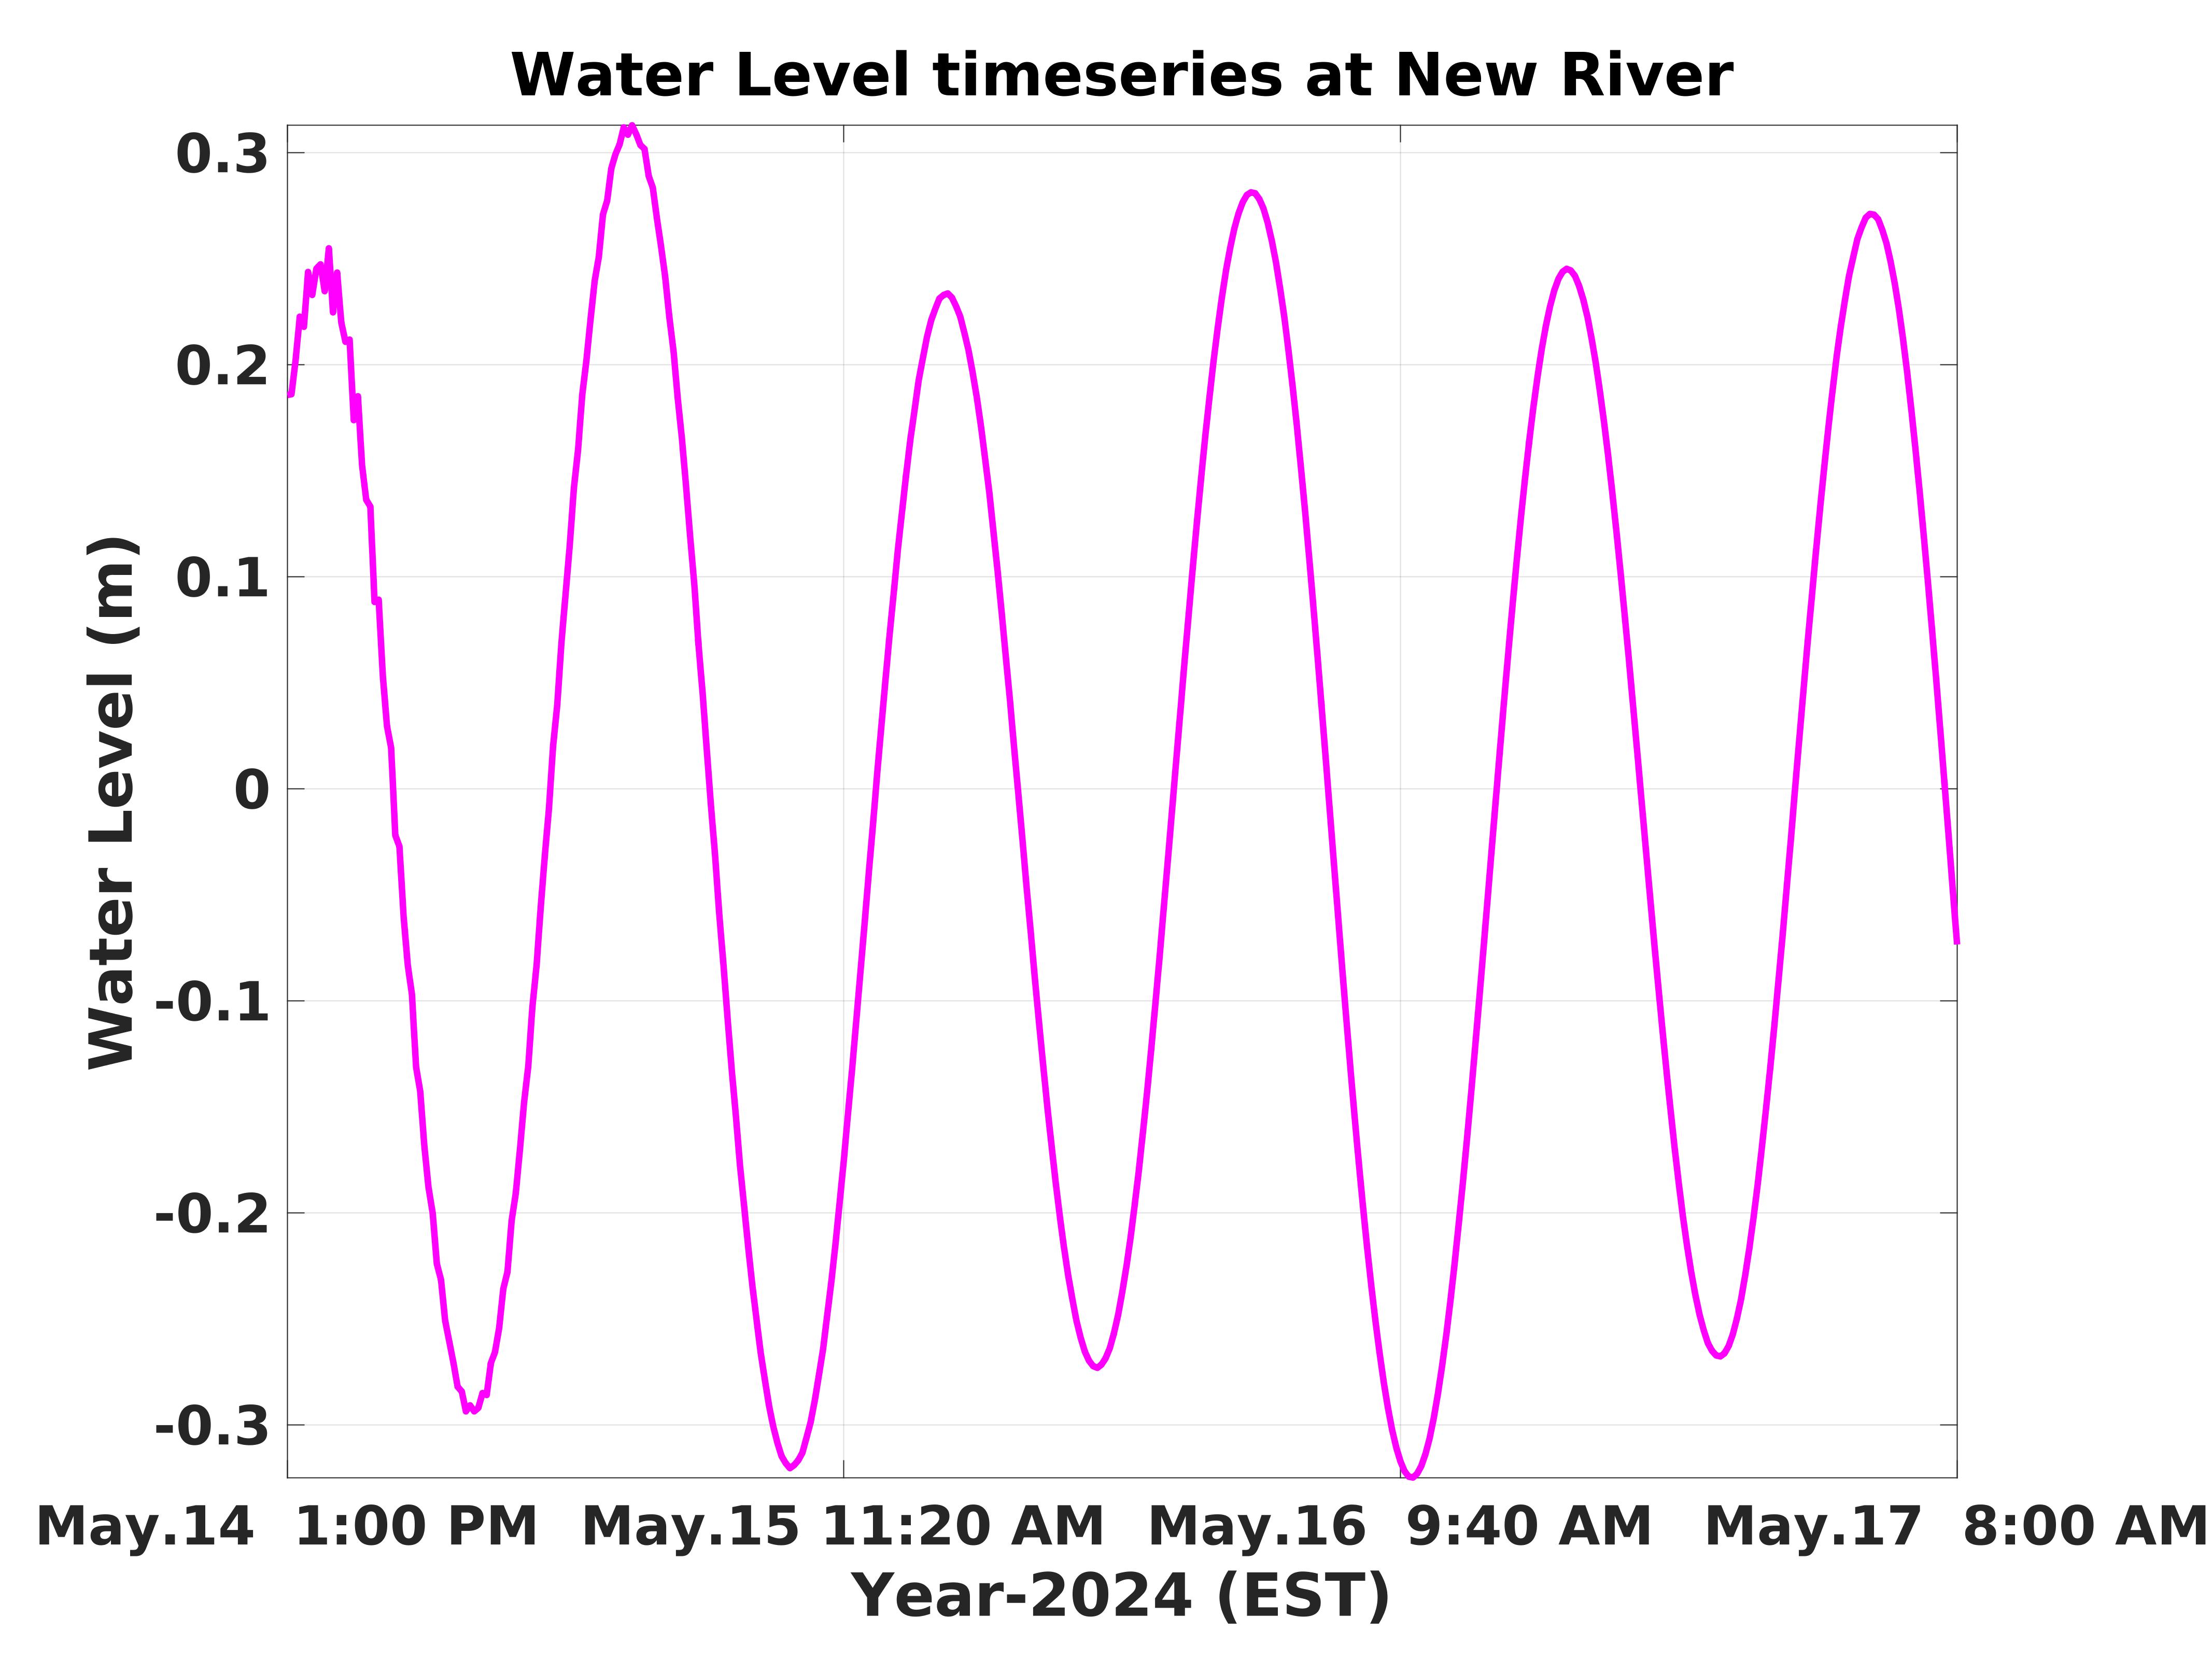 Water Level timeseries at New River
0.3
0.2
0.1
0
-0.1
-0.2
-0.3
Water Level (m)
May.14 1:00 PM May.15 11:20 AM May.16 9:40 AM May.17 8:00 AM
Year-2024 (EST)